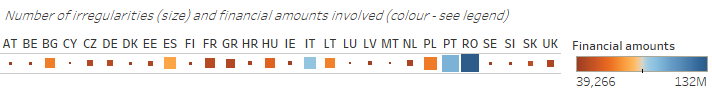 Number of irregularities (size) and financial amounts involved (colour - see legend)
AT BE BG CY CZ DE DK EE ES FI FR GR HR HU IE IT LT LU LV MT NL PL PT RO SE SI SK UK
Financial amounts
39,266 132M